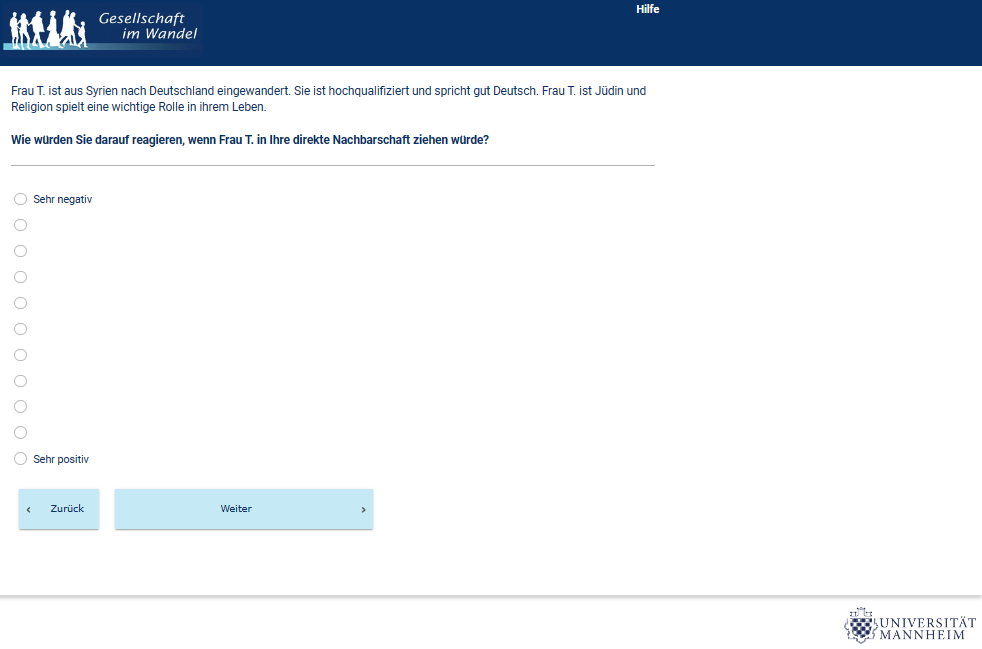 Gesellschaft
im Wandel
Hilfe
Frau T. ist aus Syrien nach Deutschland eingewandert. Sie ist hochqualifiziert und spricht gut Deutsch. Frau T. ist Jüdin und
Religion spielt eine wichtige Rolle in ihrem Leben.
Wie würden Sie darauf reagieren, wenn Frau T. in Ihre direkte Nachbarschaft ziehen würde?
Sehr negativ
Sehr positiv
‹ Zurück
Weiter ›
UNIVERSITÄT
MANNHEIM